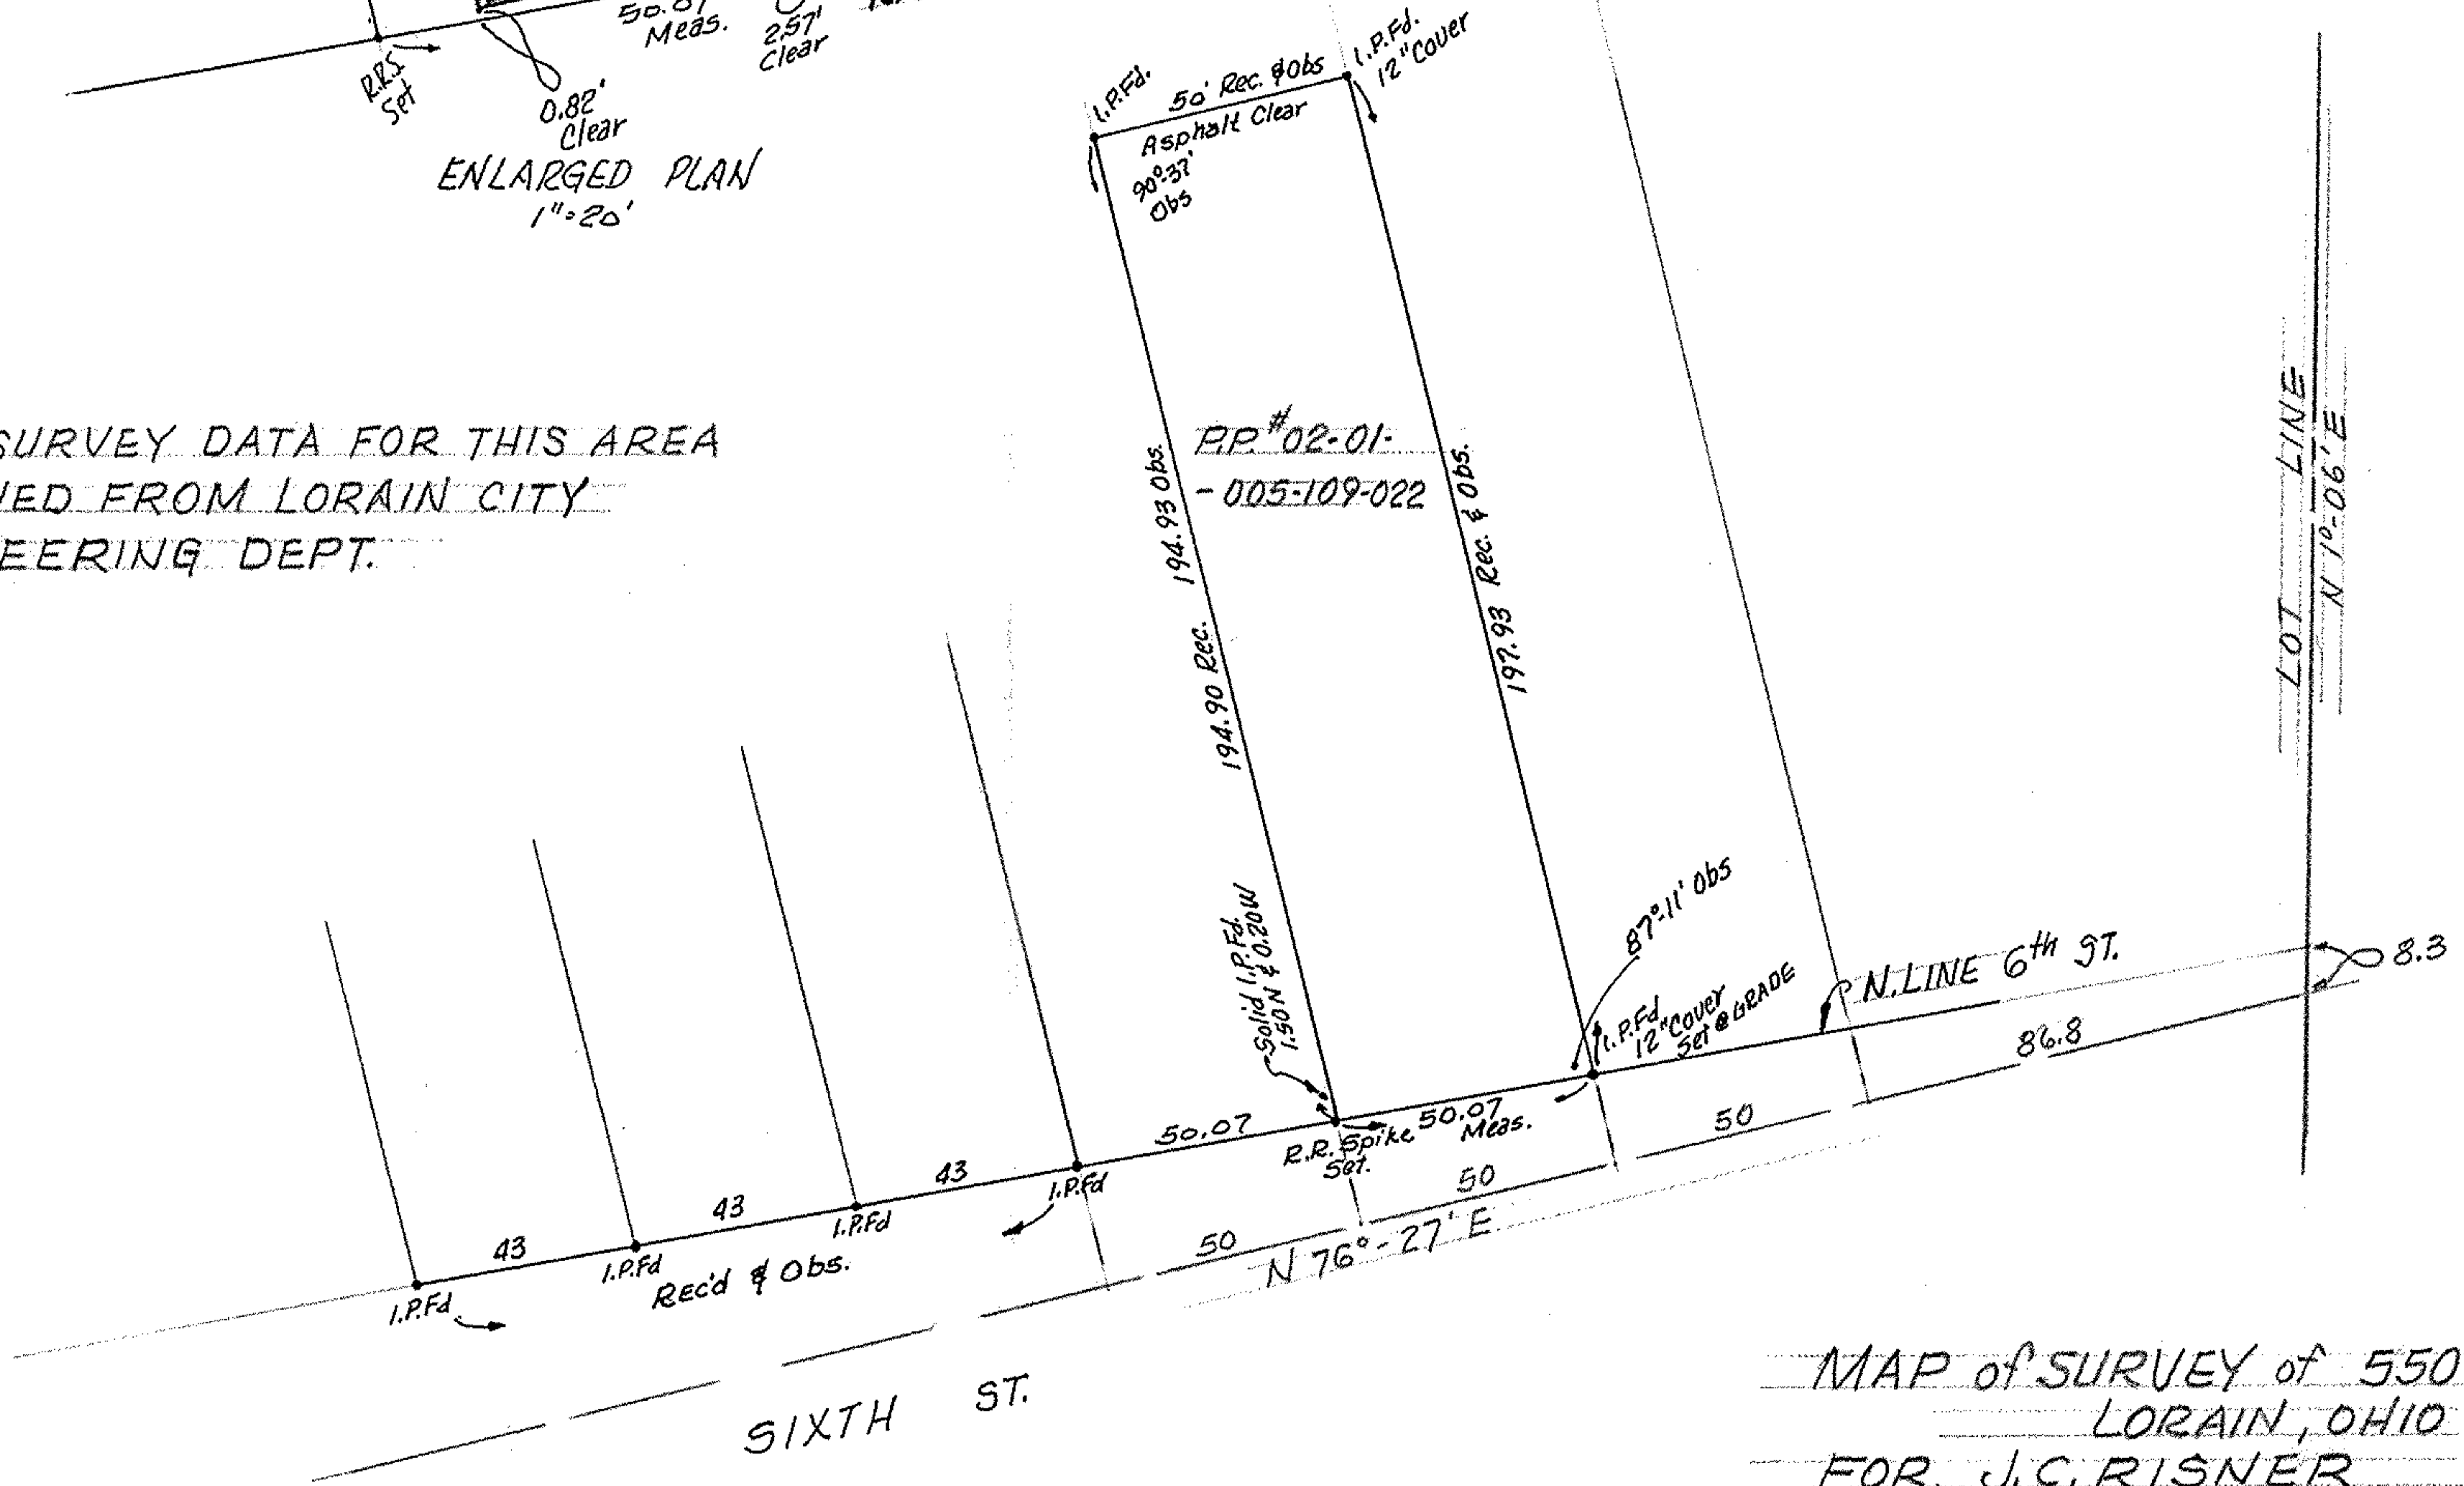 50.07
Meas.
2.57'
Clear
R.R.S.
Set
0.82'
Clear
ENLARGED PLAN
1"=20'
I.P.Fd.
50' Rec. & Obs
I.P.Fd.
12" Cover
Asphalt Clear
90°-37'
Obs
SURVEY DATA FOR THIS AREA
NED FROM LORAIN CITY
EERING DEPT.
P.P. #02-01-
-005-109-022
194.90 Rec. 194.93 Obs.
197.93 Rec. & Obs.
LOT LINE
N 1°-06' E
Solid I.P.Fd.
1.50N & 0.20W
87°-11' Obs
I.P.Fd.
12" Cover
Set @ GRADE
N. LINE 6th ST.
8.3
86.8
50.07
R.R. Spike
Set.
50.07
Meas.
50
50
50
N 76°-27' E
43
43
43
I.P.Fd
I.P.Fd
I.P.Fd
I.P.Fd
Rec'd & Obs.
SIXTH ST.
MAP of SURVEY of 550
LORAIN, OHIO
FOR J.C. RISNER